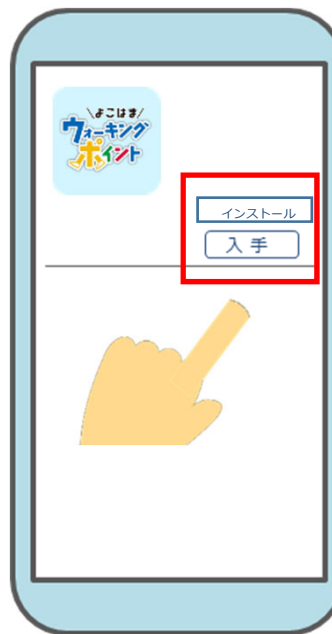 よこはま
ウォーキング
ポイント
インストール
入手